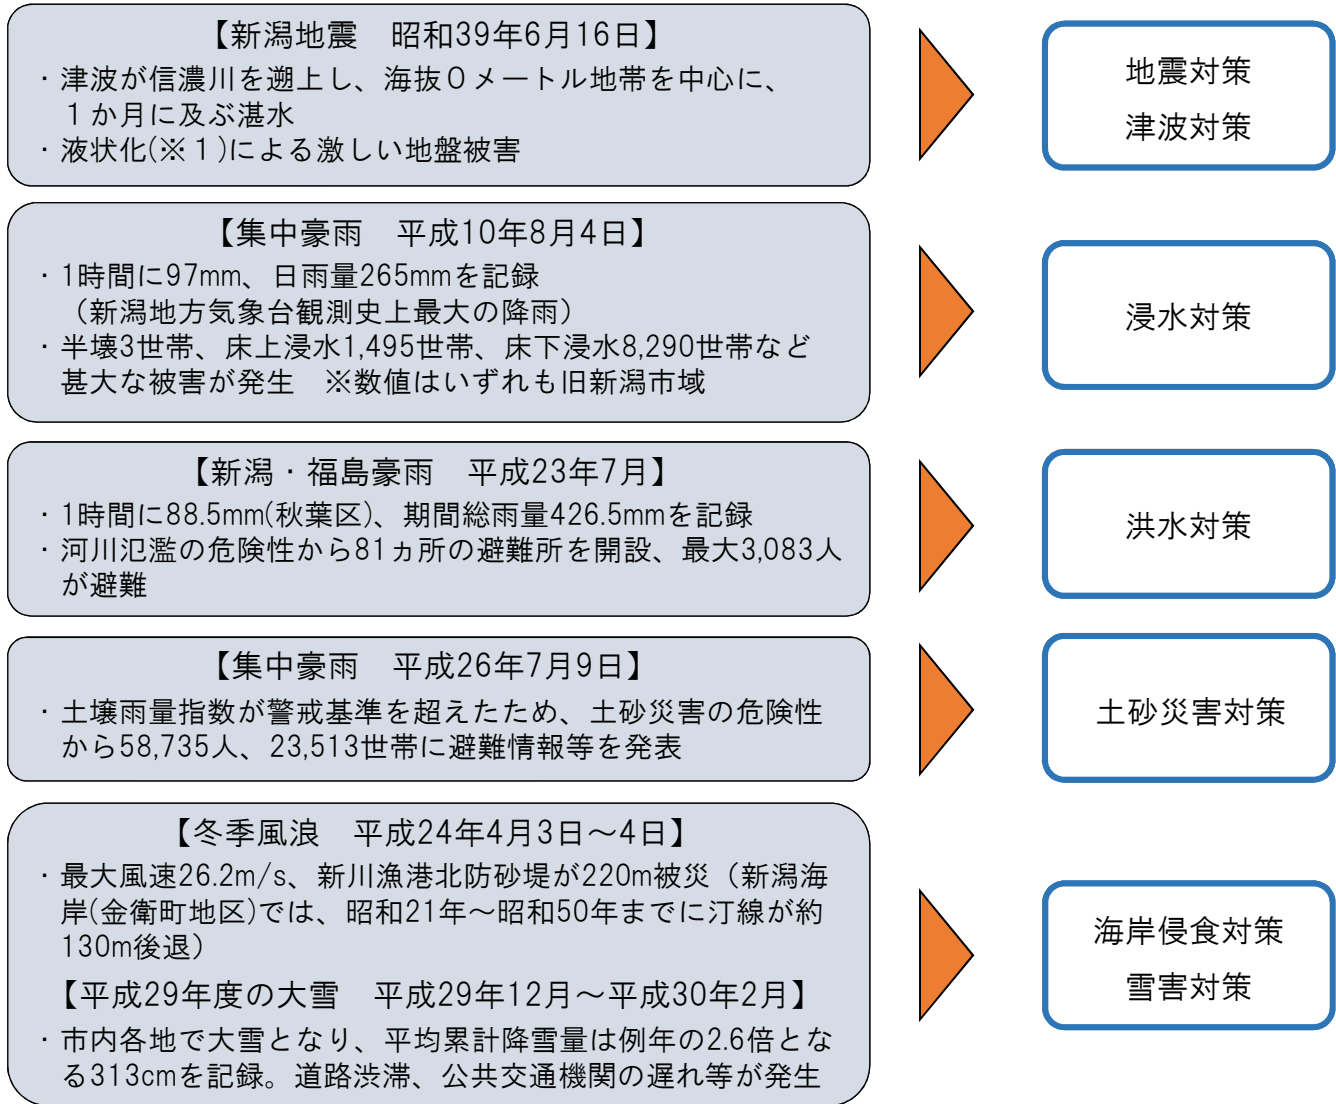 【新潟地震　昭和39年6月16日】
・津波が信濃川を遡上し、海抜０メートル地帯を中心に、
１か月に及ぶ湛水
・液状化(※１)による激しい地盤被害
地震対策
津波対策
【集中豪雨　平成10年8月4日】
・1時間に97mm、日雨量265mmを記録
（新潟地方気象台観測史上最大の降雨）
・半壊3世帯、床上浸水1,495世帯、床下浸水8,290世帯など
甚大な被害が発生　※数値はいずれも旧新潟市域
浸水対策
【新潟・福島豪雨　平成23年7月】
・1時間に88.5mm(秋葉区)、期間総雨量426.5mmを記録
・河川氾濫の危険性から81ヵ所の避難所を開設、最大3,083人
が避難
洪水対策
【集中豪雨　平成26年7月9日】
・土壌雨量指数が警戒基準を超えたため、土砂災害の危険性
から58,735人、23,513世帯に避難情報等を発表
土砂災害対策
【冬季風浪　平成24年4月3日～4日】
・最大風速26.2m/s、新川漁港北防砂堤が220m被災（新潟海
岸(金衛町地区)では、昭和21年～昭和50年までに汀線が約
130m後退）
【平成29年度の大雪　平成29年12月～平成30年2月】
・市内各地で大雪となり、平均累計降雪量は例年の2.6倍とな
る313cmを記録。道路渋滞、公共交通機関の遅れ等が発生
海岸侵食対策
雪害対策